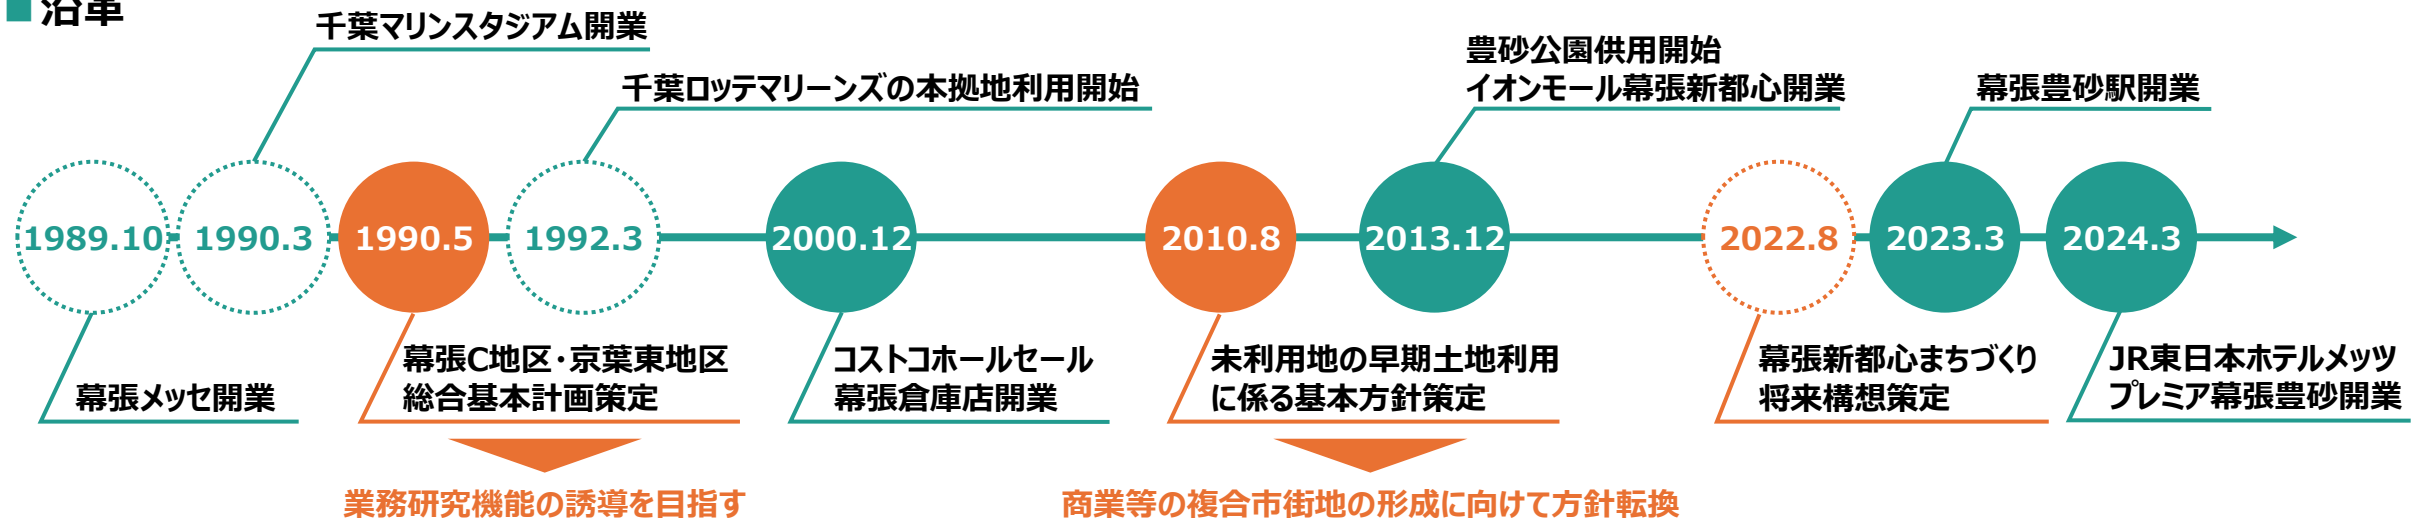 沿革
千葉マリンスタジアム開業
千葉ロッテマリーンズの本拠地利用開始
豊砂公園供用開始
イオンモール幕張新都心開業
幕張豊砂駅開業
1989.10
1990.3
1990.5
1992.3
2000.12
2010.8
2013.12
2022.8
2023.3
2024.3
幕張メッセ開業
幕張C地区・京葉東地区
総合基本計画策定
コストコホールセール
幕張倉庫店開業
未利用地の早期土地利用
に係る基本方針策定
幕張新都心まちづくり
将来構想策定
JR東日本ホテルメッツ
プレミア幕張豊砂開業
業務研究機能の誘導を目指す
商業等の複合市街地の形成に向けて方針転換